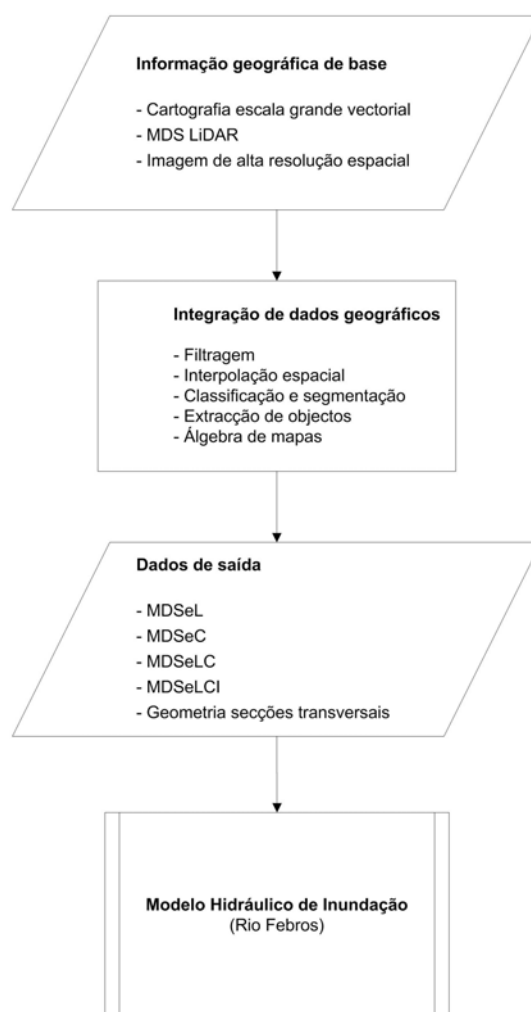 Informação geográfica de base
- Cartografia escala grande vectorial
- MDS LiDAR
- Imagem de alta resolução espacial
Integração de dados geográficos
- Filtragem
- Interpolação espacial
- Classificação e segmentação
- Extracção de objectos
- Álgebra de mapas
Dados de saída
- MDSeL
- MDSeC
- MDSeLC
- MDSeLCI
- Geometria secções transversais
Modelo Hidráulico de Inundação
(Rio Febros)